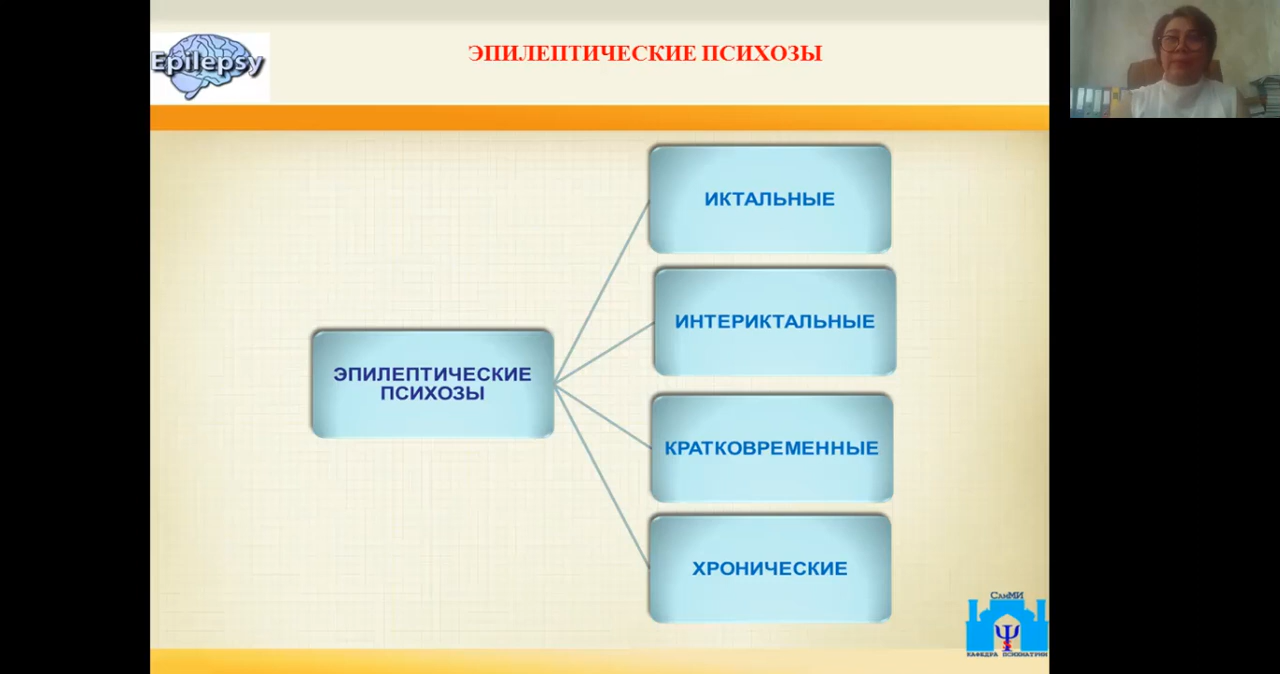 Epilepsy
ЭПИЛЕПТИЧЕСКИЕ ПСИХОЗЫ
ЭПИЛЕПТИЧЕСКИЕ
ПСИХОЗЫ
ИКТАЛЬНЫЕ
ИНТЕРИКТАЛЬНЫЕ
КРАТКОВРЕМЕННЫЕ
ХРОНИЧЕСКИЕ
СамМИ
КАФЕДРА ПСИХИАТРИИ